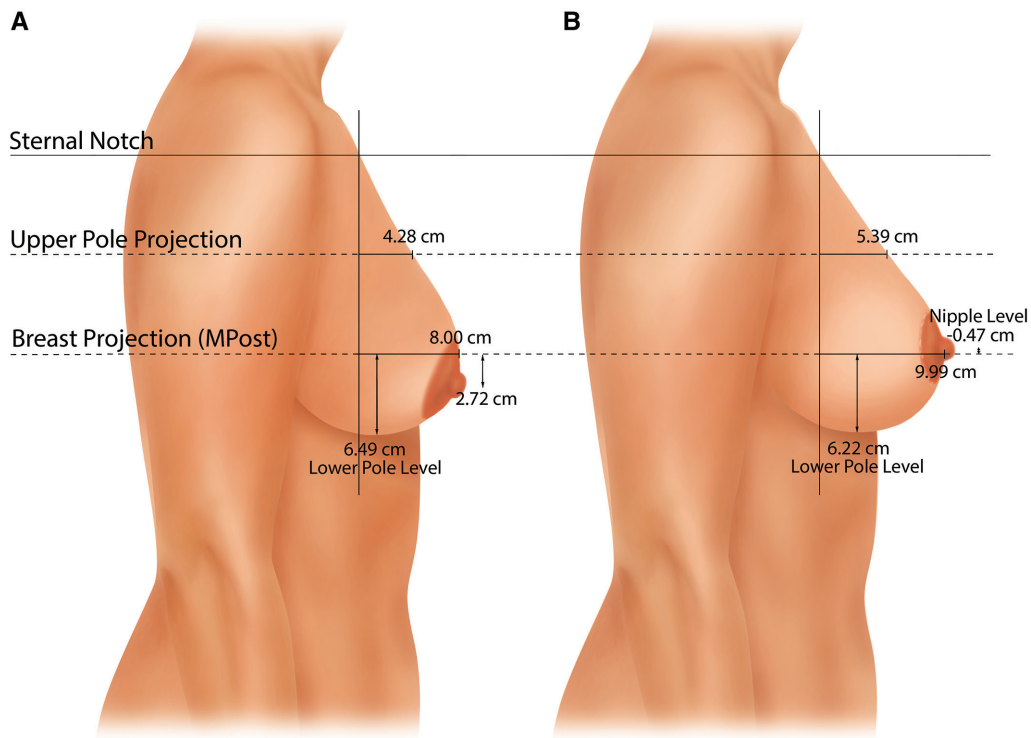 A
B
Sternal Notch
Upper Pole Projection
4.28 cm
5.39 cm
Breast Projection (MPost)
8.00 cm
Nipple Level
-0.47 cm
9.99 cm
2.72 cm
6.49 cm
Lower Pole Level
6.22 cm
Lower Pole Level